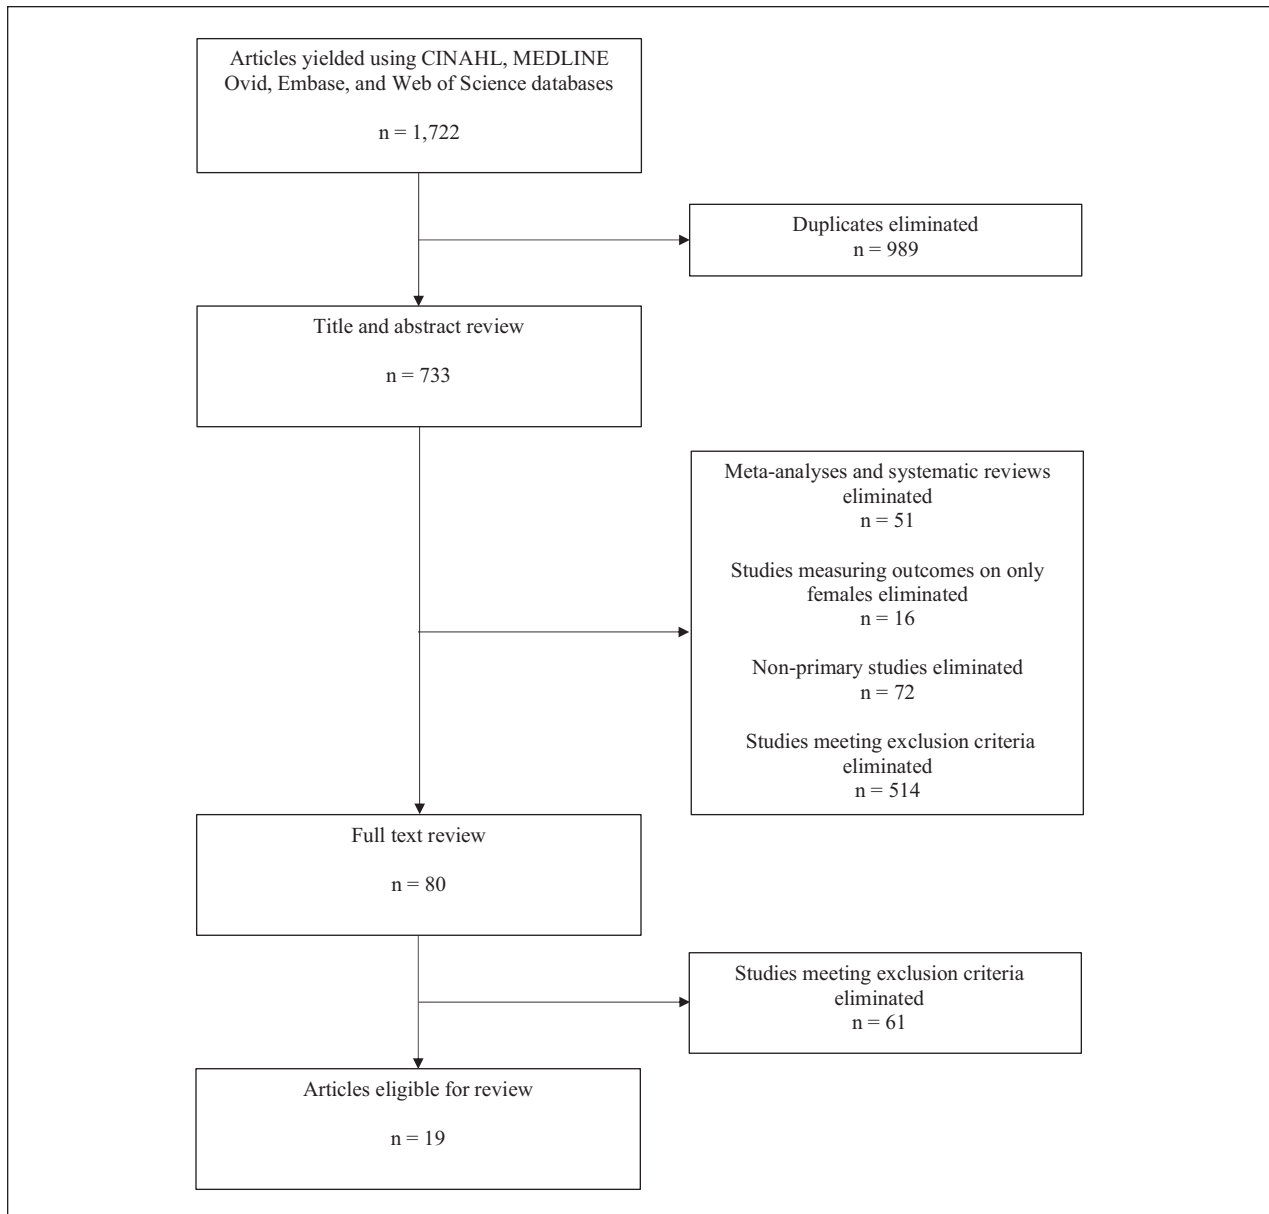 Articles yielded using CINAHL, MEDLINE
Ovid, Embase, and Web of Science databases
n = 1,722
Duplicates eliminated
n = 989
Title and abstract review
n = 733
Meta-analyses and systematic reviews
eliminated
n = 51
Studies measuring outcomes on only
females eliminated
n = 16
Non-primary studies eliminated
n = 72
Studies meeting exclusion criteria
eliminated
n = 514
Full text review
n = 80
Studies meeting exclusion criteria
eliminated
n = 61
Articles eligible for review
n = 19